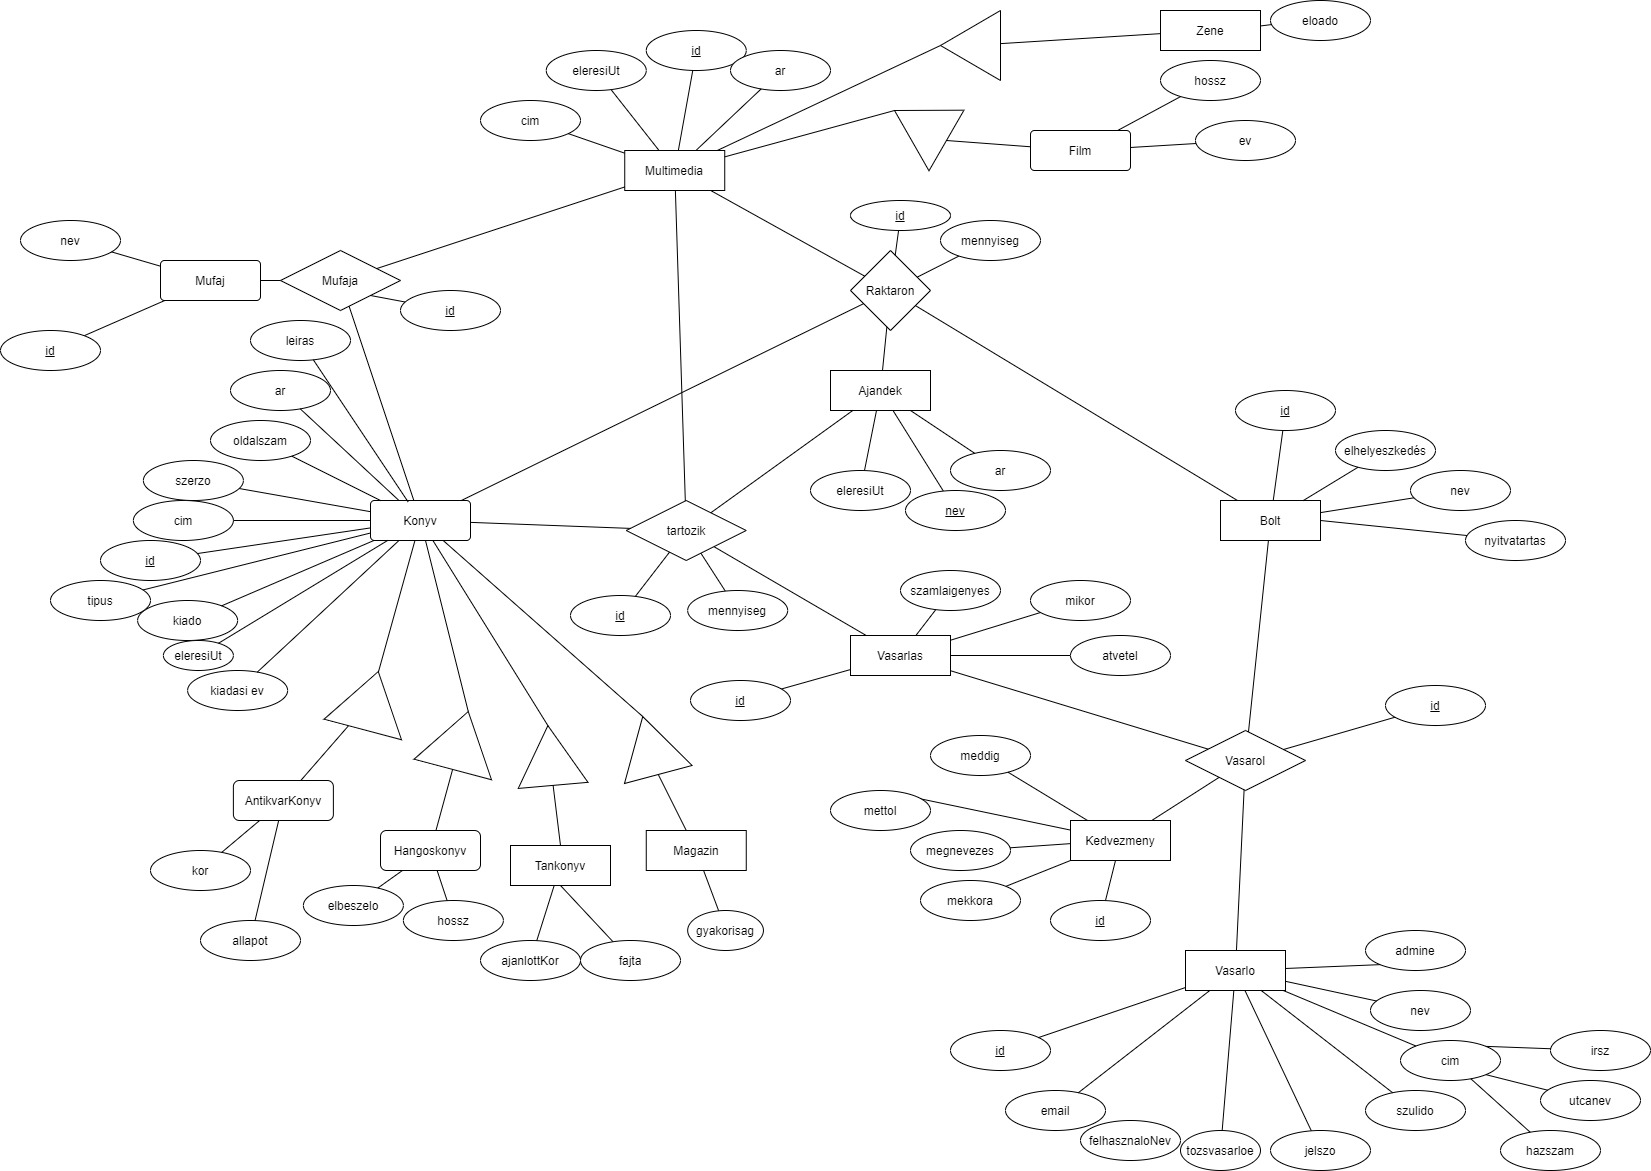 Zene
eloado
id
eleresiUt
ar
hossz
cim
ev
Film
Multimedia
id
nev
mennyiseg
Mufaj
Mufaja
Raktaron
id
leiras
id
ar
Ajandek
id
oldalszam
elhelyeszkedés
szerzo
ar
eleresiUt
nev
cim
Konyv
nev
tartozik
Bolt
nyitvatartas
id
tipus
szamlaigenyes
mikor
kiado
id
mennyiseg
eleresiUt
Vasarlas
atvetel
kiadasi ev
id
id
meddig
Vasarol
AntikvarKonyv
mettol
Kedvezmeny
Hangoskonyv
Magazin
megnevezes
Tankonyv
kor
mekkora
elbeszelo
hossz
id
gyakorisag
allapot
ajanlottKor
fajta
admine
Vasarlo
nev
id
cim
irsz
email
szulido
utcanev
felhasznaloNev
tozsvasarloe
jelszo
hazszam